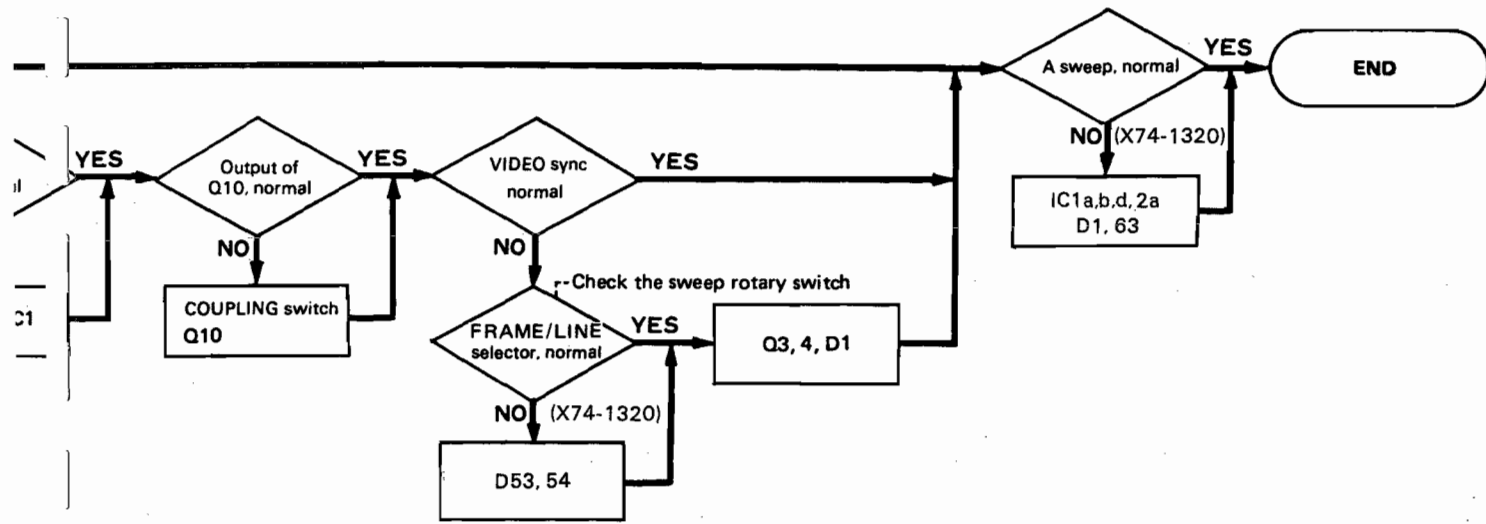 YES
A sweep, normal
END
NO (X74-1320)
IC1a,b,d, 2a
D1, 63
YES
Output of
Q10, normal
YES
VIDEO sync
normal
YES
NO
COUPLING switch
Q10
NO
Check the sweep rotary switch
FRAME/LINE
selector, normal
YES
Q3, 4, D1
NO (X74-1320)
D53, 54
C1